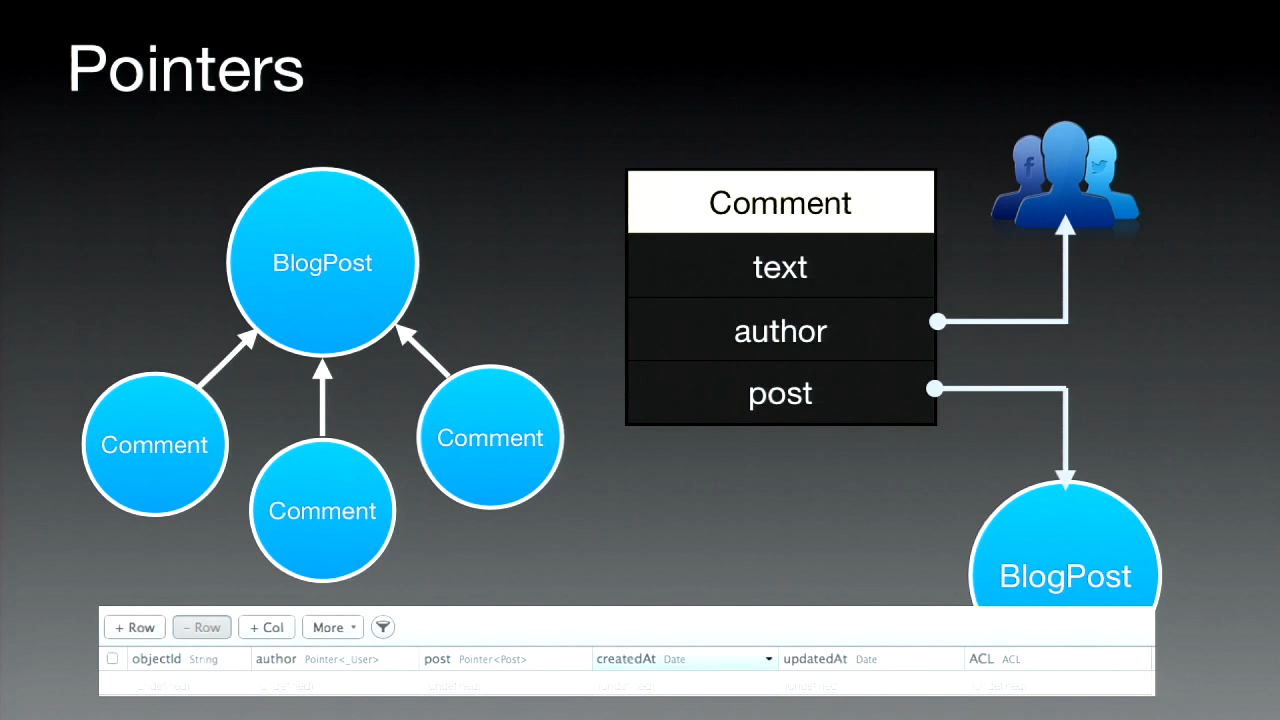 Pointers
BlogPost
Comment
Comment
Comment
Comment
text
author
post
BlogPost
+ Row
- Row
+ Col
More
objectId String
author Pointer<_User>
post Pointer<Post>
createdAt Date
updatedAt Date
ACL ACL